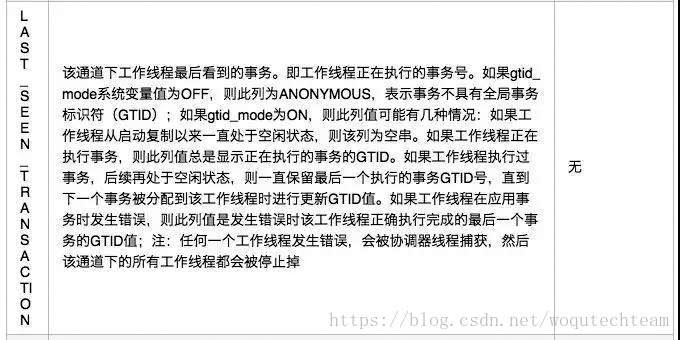 LAST_SEEN_TRANSACTION
该通道下工作线程最后看到的事务。即工作线程正在执行的事务号。如果gtid_
mode系统变量值为OFF，则此列为ANONYMOUS，表示事务不具有全局事务
标识符（GTID）；如果gtid_mode为ON，则此列值可能有几种情况：如果工
作线程从启动复制以来一直处于空闲状态，则该列为空串。如果工作线程正在
执行事务，则此列值总是显示正在执行的事务的GTID。如果工作线程执行过
事务，后续再处于空闲状态，则一直保留最后一个执行的事务GTID号，直到
下一个事务被分配到该工作线程时进行更新GTID值。如果工作线程在应用事
务时发生错误，则此列值是发生错误时该工作线程正确执行完成的最后一个事
务的GTID值；注：任何一个工作线程发生错误，会被协调器线程捕获，然后
该通道下的所有工作线程都会被停止掉
无
https://blog.csdn.net/woqutechteam